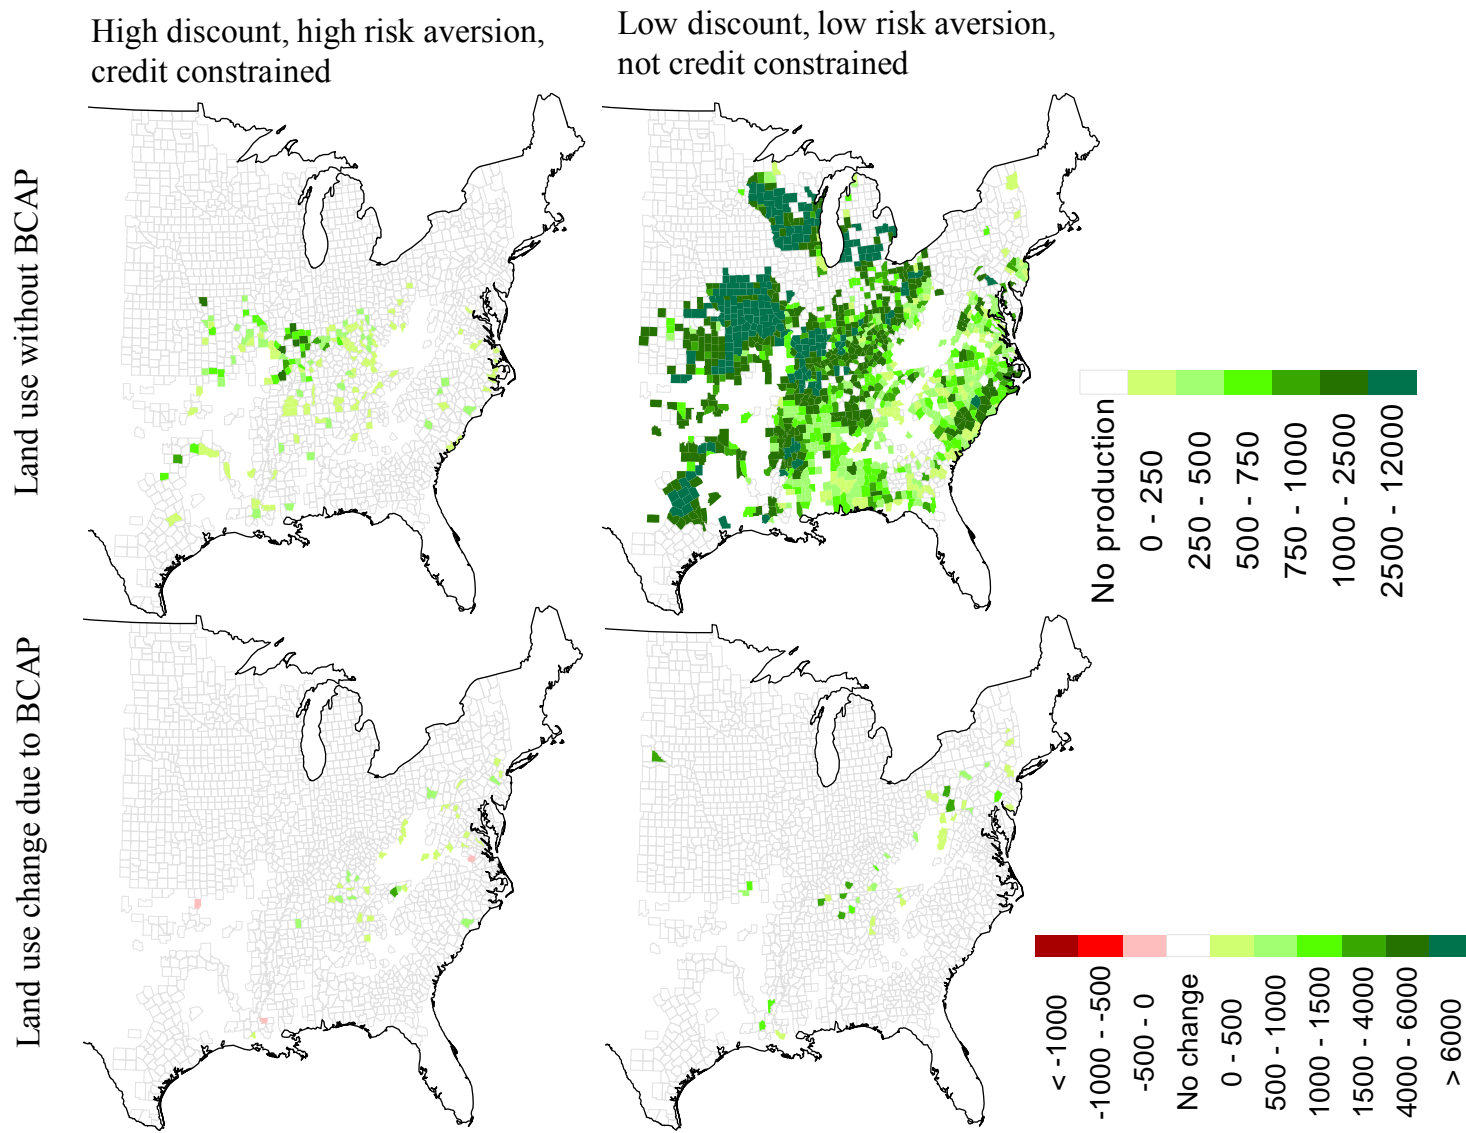 High discount, high risk aversion,
credit constrained
Low discount, low risk aversion,
not credit constrained
Land use without BCAP
No production
0 - 250
250 - 500
500 - 750
750 - 1000
1000 - 2500
2500 - 12000
Land use change due to BCAP
< -1000
-1000 - -500
-500 - 0
No change
0 - 500
500 - 1000
1000 - 1500
1500 - 4000
4000 - 6000
> 6000